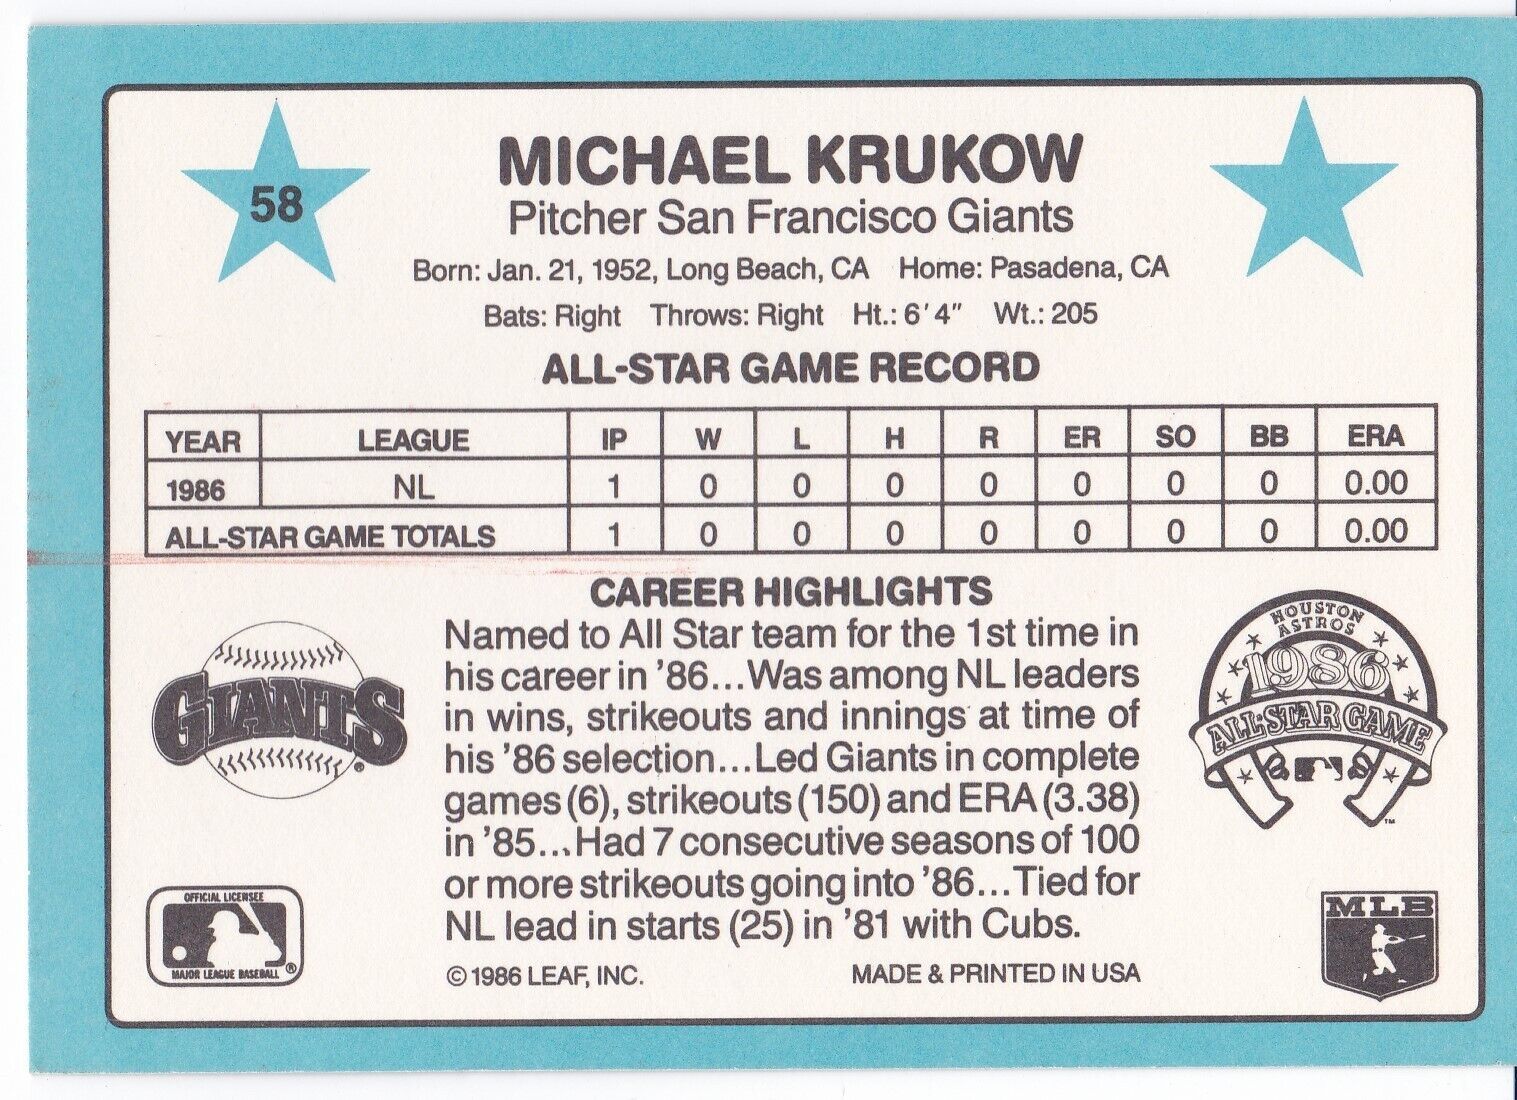 58
MICHAEL KRUKOW
Pitcher San Francisco Giants
Born: Jan. 21, 1952, Long Beach, CA Home: Pasadena, CA
Bats: Right Throws: Right Ht.: 6'4" Wt.: 205
ALL-STAR GAME RECORD
YEAR LEAGUE IP W L H R ER SO BB ERA
1986 NL 1 0 0 0 0 0 0 0 0.00
ALL-STAR GAME TOTALS 1 0 0 0 0 0 0 0 0.00
CAREER HIGHLIGHTS
Named to All Star team for the 1st time in
his career in '86...Was among NL leaders
in wins, strikeouts and innings at time of
his '86 selection...Led Giants in complete
games (6), strikeouts (150) and ERA (3.38)
in '85...Had 7 consecutive seasons of 100
or more strikeouts going into '86...Tied for
NL lead in starts (25) in '81 with Cubs.
© 1986 LEAF, INC. MADE & PRINTED IN USA
GIANTS
®
OFFICIAL LICENSEE
MAJOR LEAGUE BASEBALL ®
HOUSTON
ASTROS
1986
ALL-STAR GAME
™
MLB